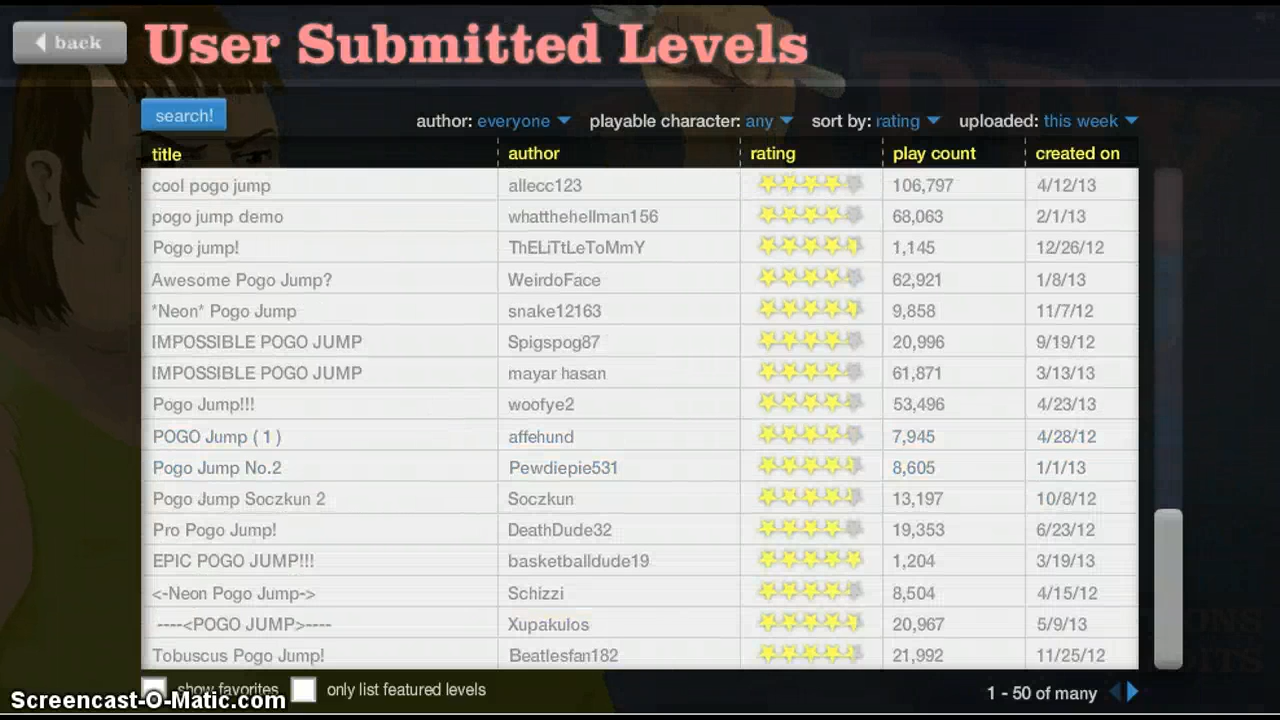 back User Submitted Levels
search! author: everyone playable character: any sort by: rating uploaded: this week
title author rating play count created on
cool pogo jump allecc123 106,797 4/12/13
pogo jump demo whatthehellman156 68,063 2/1/13
Pogo jump! ThELiTtLeToMmY 1,145 12/26/12
Awesome Pogo Jump? WeirdoFace 62,921 1/8/13
*Neon* Pogo Jump snake12163 9,858 11/7/12
IMPOSSIBLE POGO JUMP Spigspog87 20,996 9/19/12
IMPOSSIBLE POGO JUMP mayar hasan 61,871 3/13/13
Pogo Jump!!! woofye2 53,496 4/23/13
POGO Jump ( 1 ) affehund 7,945 4/28/12
Pogo Jump No.2 Pewdiepie531 8,605 1/1/13
Pogo Jump Soczkun 2 Soczkun 13,197 10/8/12
Pro Pogo Jump! DeathDude32 19,353 6/23/12
EPIC POGO JUMP!!! basketballdude19 1,204 3/19/13
<-Neon Pogo Jump-> Schizzi 8,504 4/15/12
----<POGO JUMP>---- Xupakulos 20,967 5/9/13
Tobuscus Pogo Jump! Beatlesfan182 21,992 11/25/12
show favorites only list featured levels 1 - 50 of many
Screencast-O-Matic.com